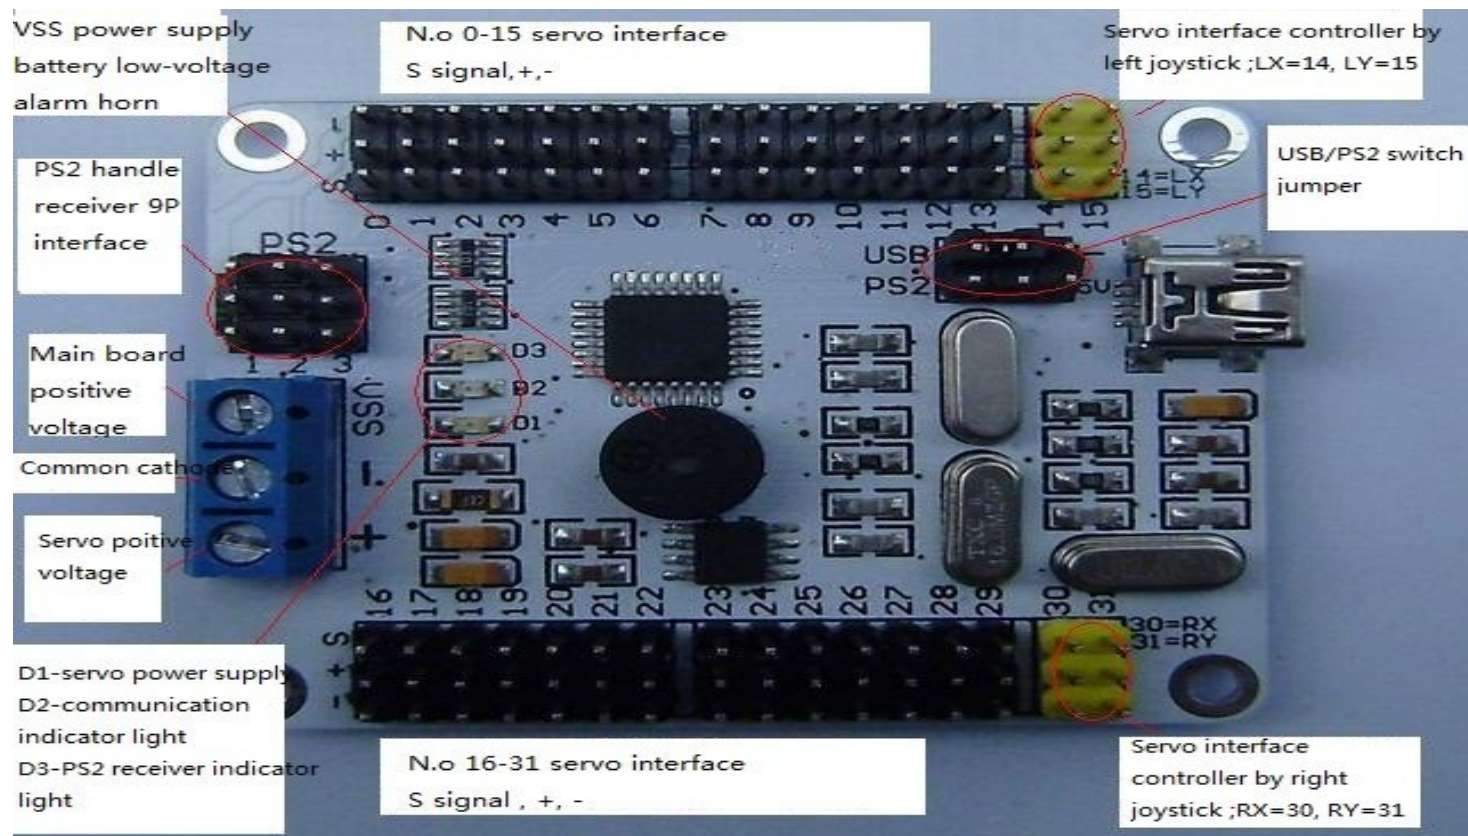 VSS power supply
battery low-voltage
alarm horn
N.o 0-15 servo interface
S signal,+,-
Servo interface controller by
left joystick ;LX=14, LY=15
USB/PS2 switch
jumper
PS2 handle
receiver 9P
interface
Main board
positive
voltage
Common cathode
Servo poitive
voltage
D1-servo power supply
D2-communication
indicator light
D3-PS2 receiver indicator
light
N.o 16-31 servo interface
S signal , +, -
Servo interface
controller by right
joystick ;RX=30, RY=31
- + S
0 1 2 3 4 5 6 7 8 9 10 11 12 13 14 15
14=LX
15=LY
PS2
1 2 3
USB
PS2
5V
D3
D2
D1
VSS
-
+
16 17 18 19 20 21 22 23 24 25 26 27 28 29 30 31
S + -
30=RX
31=RY